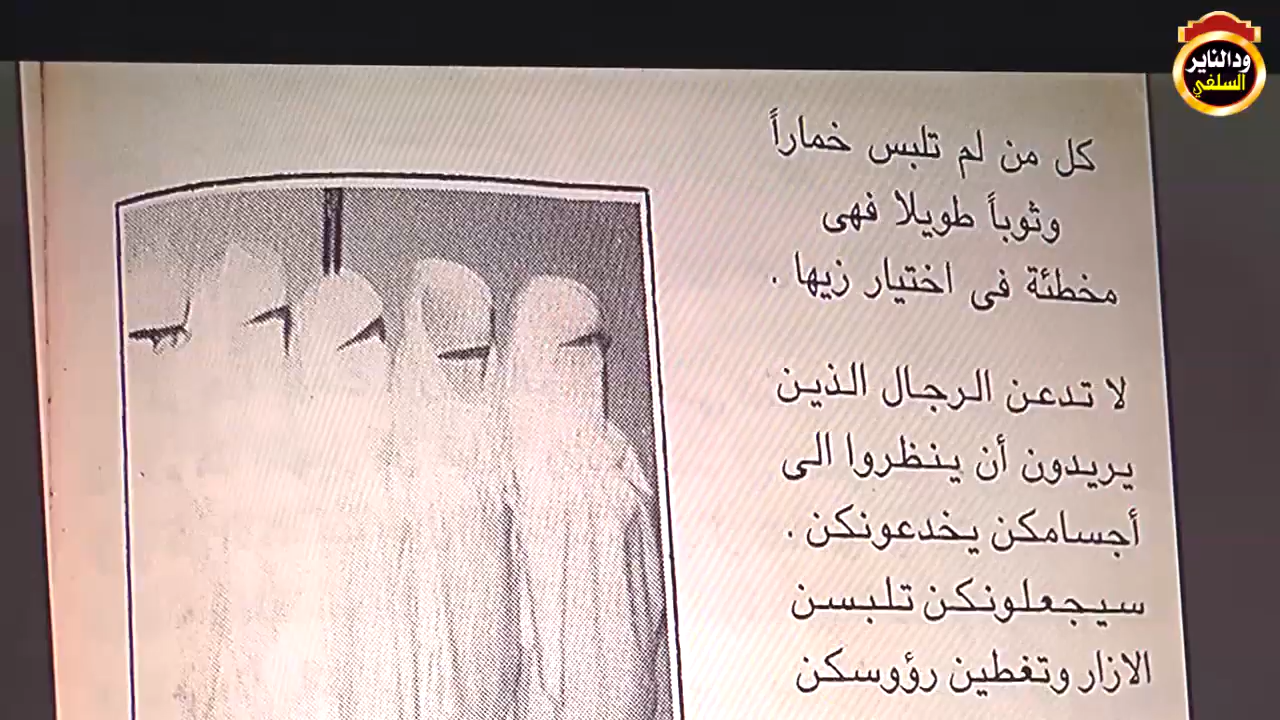 ودالناير
السلفي
كل من لم تلبس خماراً
وثوباً طويلا فهى
مخطئة فى اختيار زيها .
لا تدعن الرجال الذين
يريدون أن ينظروا الى
أجسامكن يخدعونكن .
سيجعلونكن تلبسن
الازار وتغطين رؤوسكن